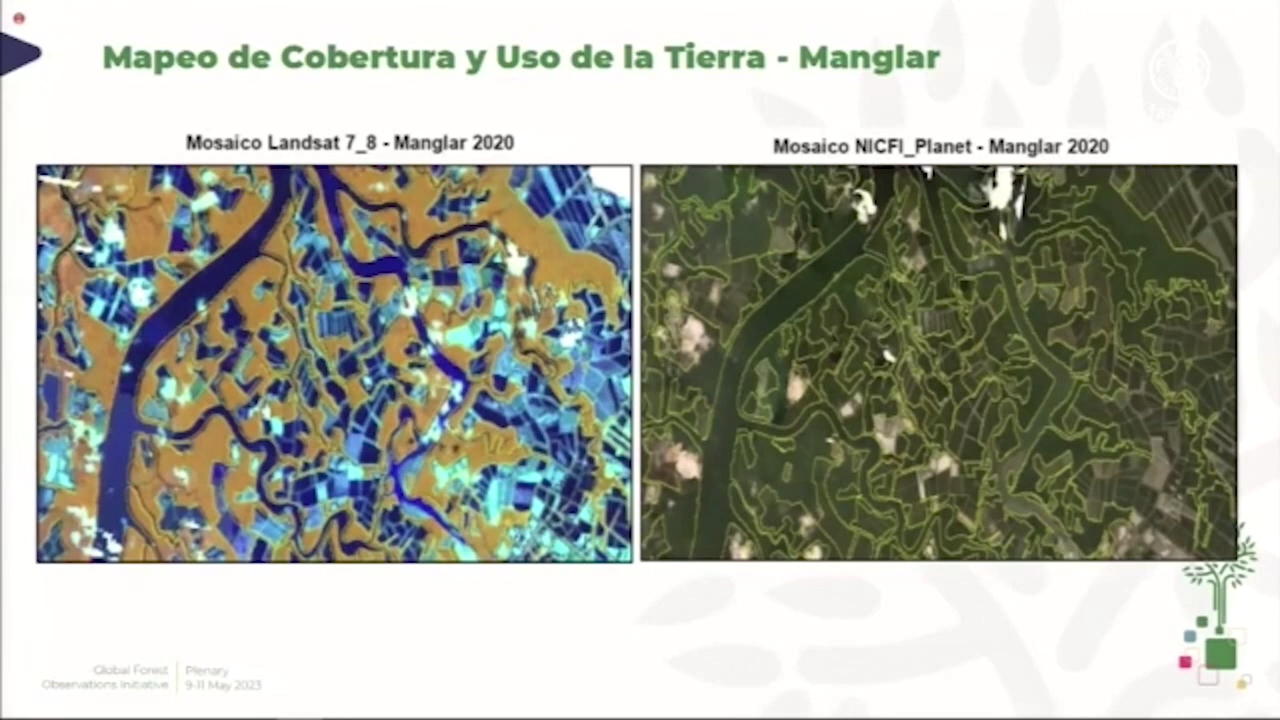 Mapeo de Cobertura y Uso de la Tierra - Manglar
Mosaico Landsat 7_8 - Manglar 2020
Mosaico NICFI_Planet - Manglar 2020
Global Forest
Observations Initiative
Plenary
9-11 May 2023